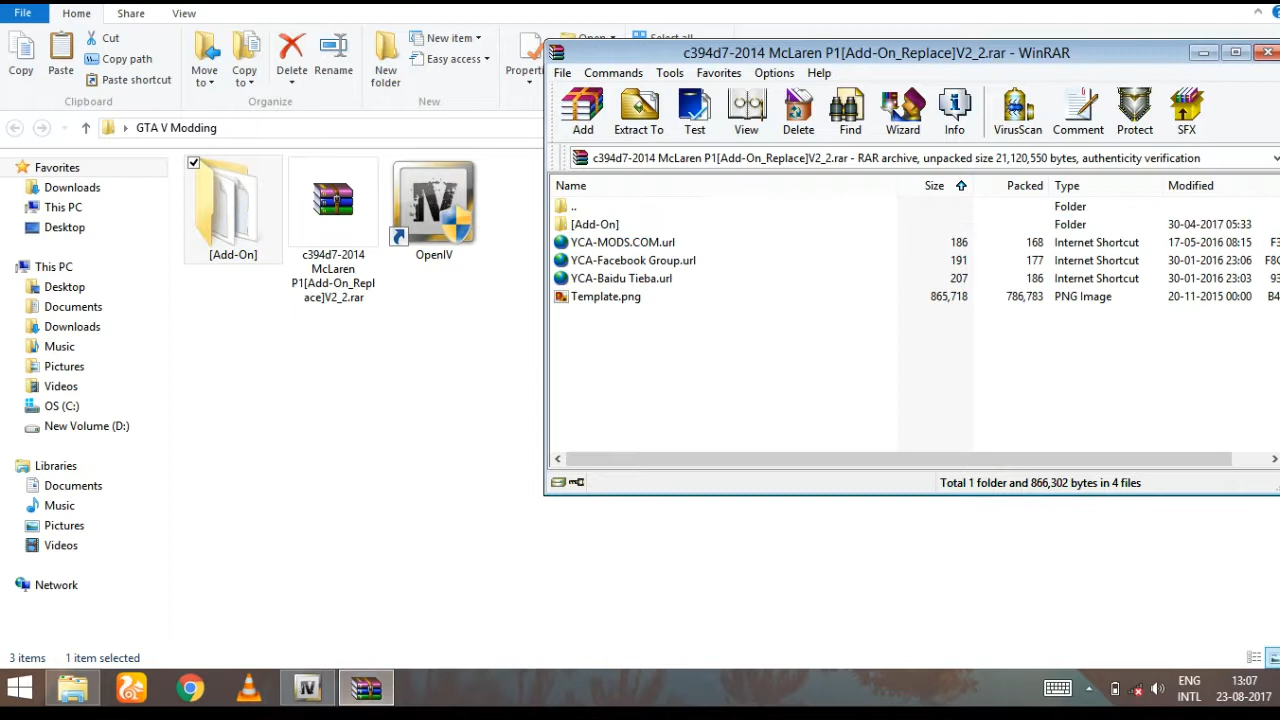 File Home Share View
Copy
Paste
Cut
Copy path
Paste shortcut
Clipboard
Move to
Copy to
Delete
Rename
Organize
New folder
New item
Easy access
New
Properti
Open
Select all
GTA V Modding
Favorites
Downloads
This PC
Desktop
This PC
Desktop
Documents
Downloads
Music
Pictures
Videos
OS (C:)
New Volume (D:)
Libraries
Documents
Music
Pictures
Videos
Network
[Add-On]
c394d7-2014
McLaren
P1[Add-On_Repl
ace]V2_2.rar
OpenIV
c394d7-2014 McLaren P1[Add-On_Replace]V2_2.rar - WinRAR
File Commands Tools Favorites Options Help
Add Extract To Test View Delete Find Wizard Info VirusScan Comment Protect SFX
c394d7-2014 McLaren P1[Add-On_Replace]V2_2.rar - RAR archive, unpacked size 21,120,550 bytes, authenticity verification
Name Size Packed Type Modified
.. Folder
[Add-On] Folder 30-04-2017 05:33
YCA-MODS.COM.url 186 168 Internet Shortcut 17-05-2016 08:15 F3
YCA-Facebook Group.url 191 177 Internet Shortcut 30-01-2016 23:06 F8C
YCA-Baidu Tieba.url 207 186 Internet Shortcut 30-01-2016 23:03 EF
Template.png 865,718 786,783 PNG Image 20-11-2015 00:00 B4
Total 1 folder and 866,302 bytes in 4 files
3 items 1 item selected
ENG
INTL
13:07
23-08-2017